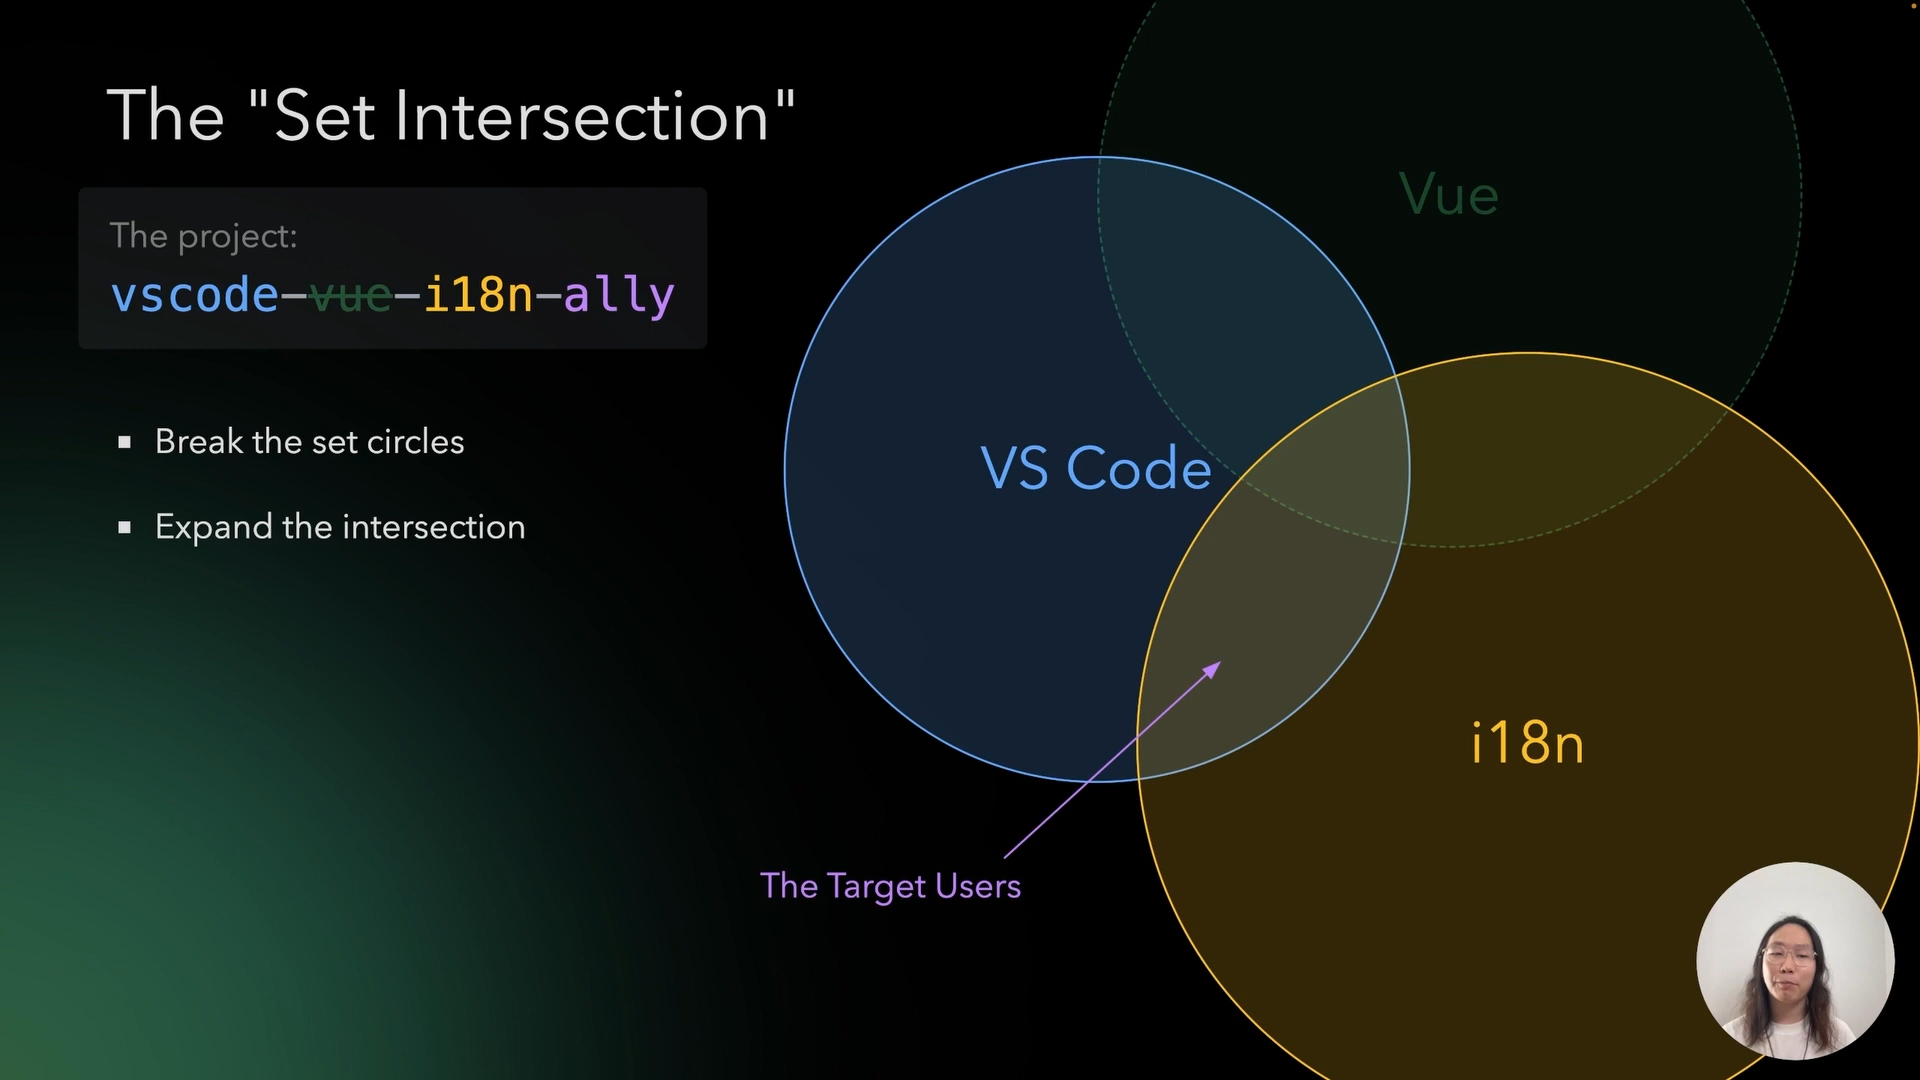 The "Set Intersection"
The project:
vscode-vue-i18n-ally
Break the set circles
Expand the intersection
Vue
VS Code
i18n
The Target Users